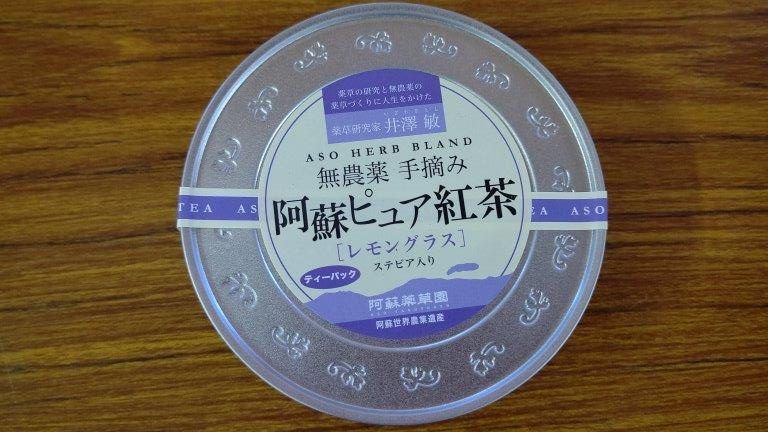 薬草の研究と無農薬の
薬草づくりに人生をかけた
薬草研究家 井澤 敏
ASO HERB BLAND
無農薬 手摘み
TEA ASO
阿蘇ピュア紅茶
ASO
[レモングラス]
ステビア入り
ティーパック
阿蘇薬草園
阿蘇世界農業遺産